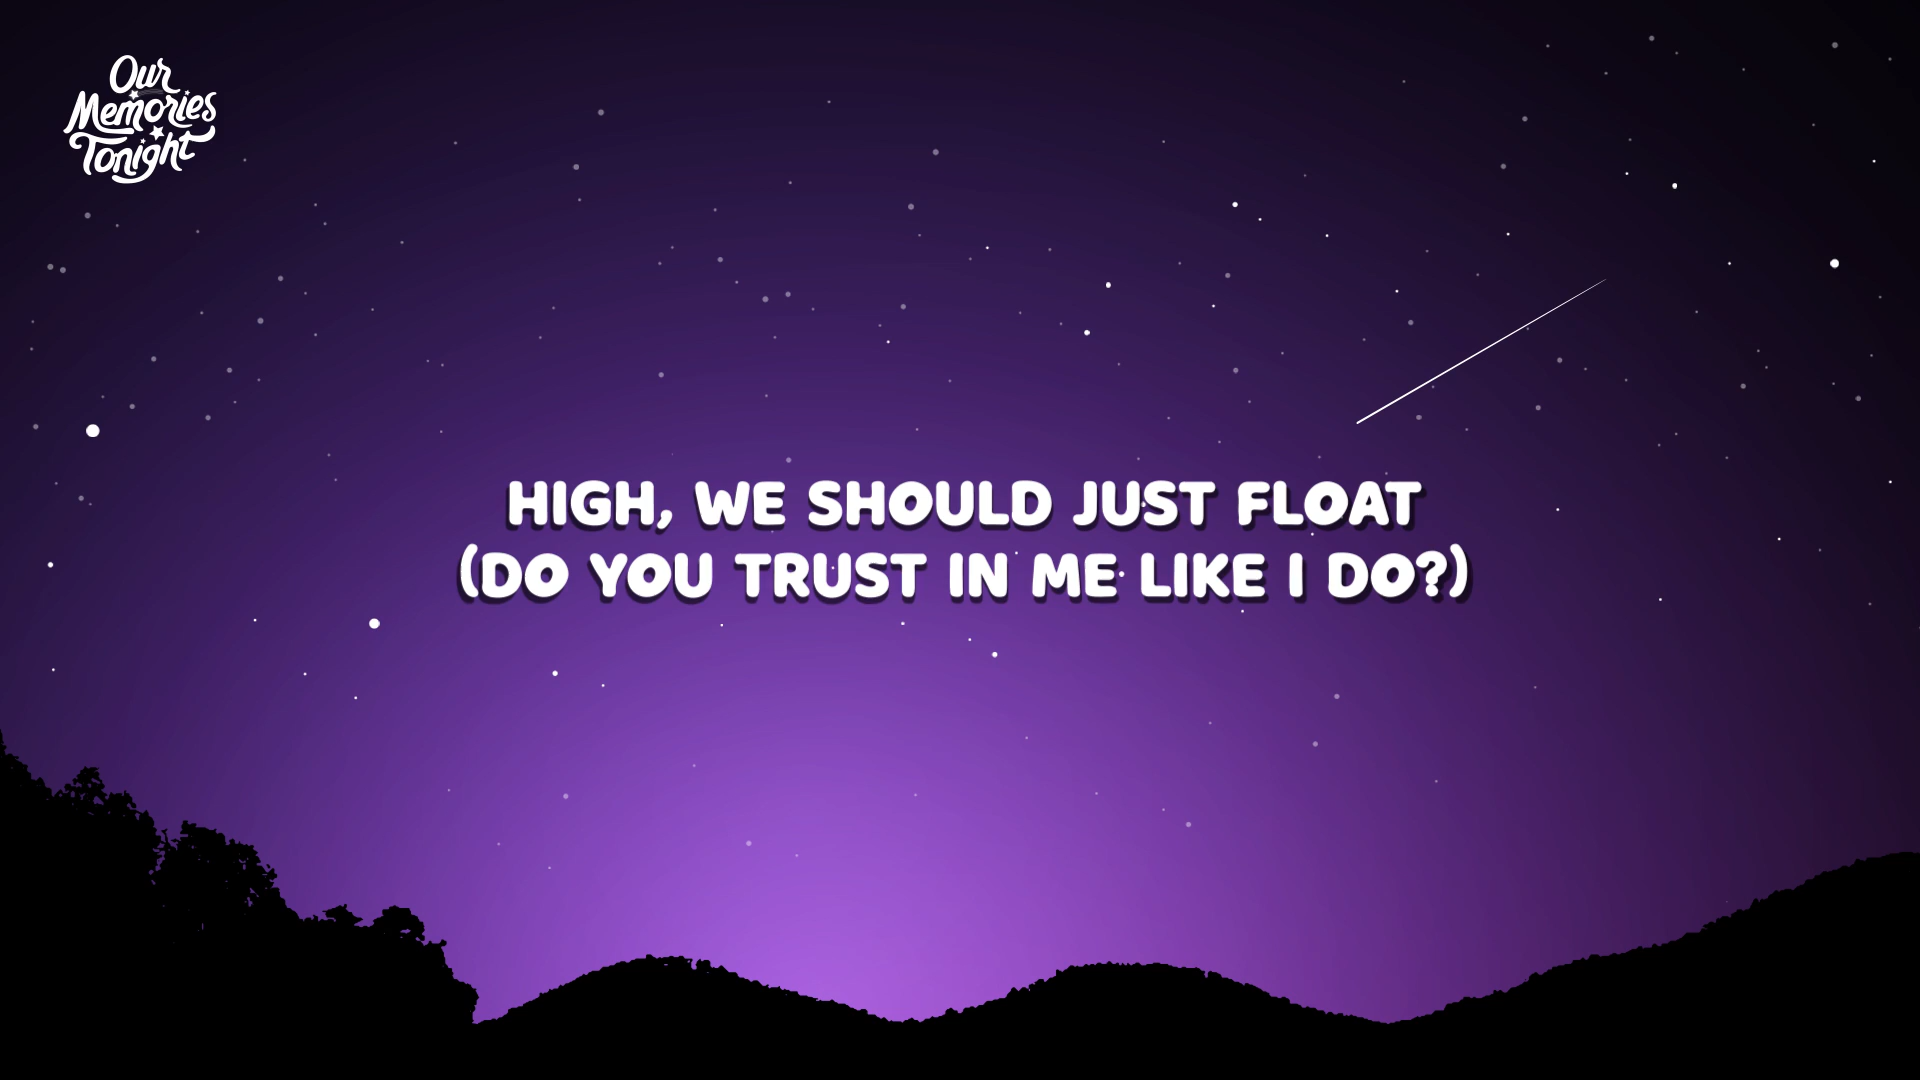 Our
Memories
Tonight
HIGH, WE SHOULD JUST FLOAT
(DO YOU TRUST IN ME LIKE I DO?)